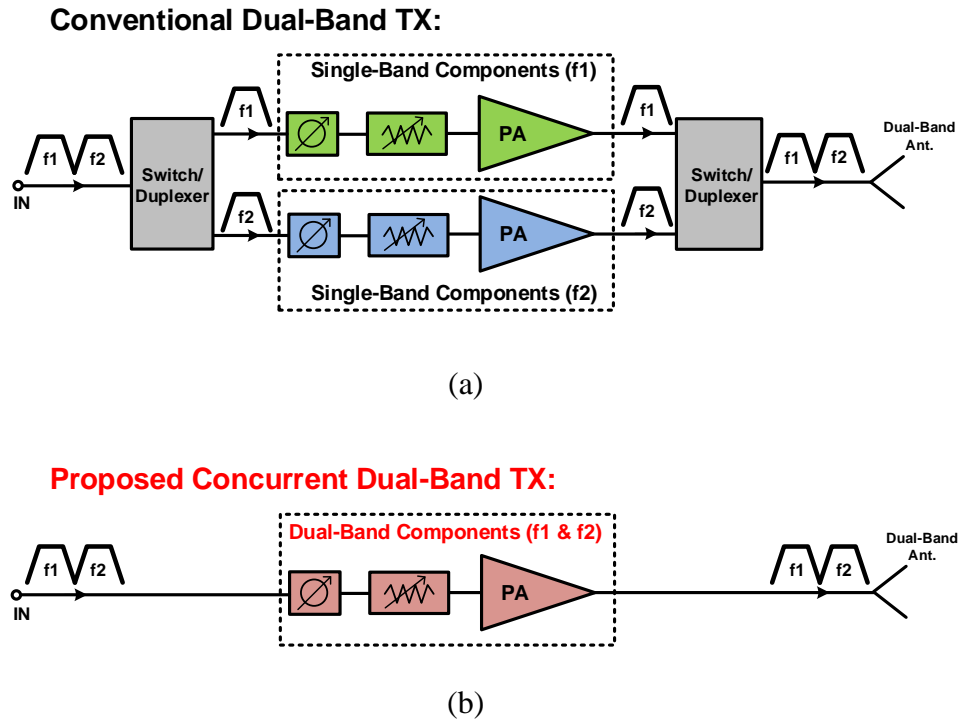 Conventional Dual-Band TX:
Single-Band Components (f1)
f1
f1
PA
f1 f2
f1 f2
Dual-Band
Ant.
Switch/
Duplexer
Switch/
Duplexer
IN
f2
f2
PA
Single-Band Components (f2)
(a)
Proposed Concurrent Dual-Band TX:
Dual-Band Components (f1 & f2)
f1 f2
f1 f2
Dual-Band
Ant.
PA
IN
(b)